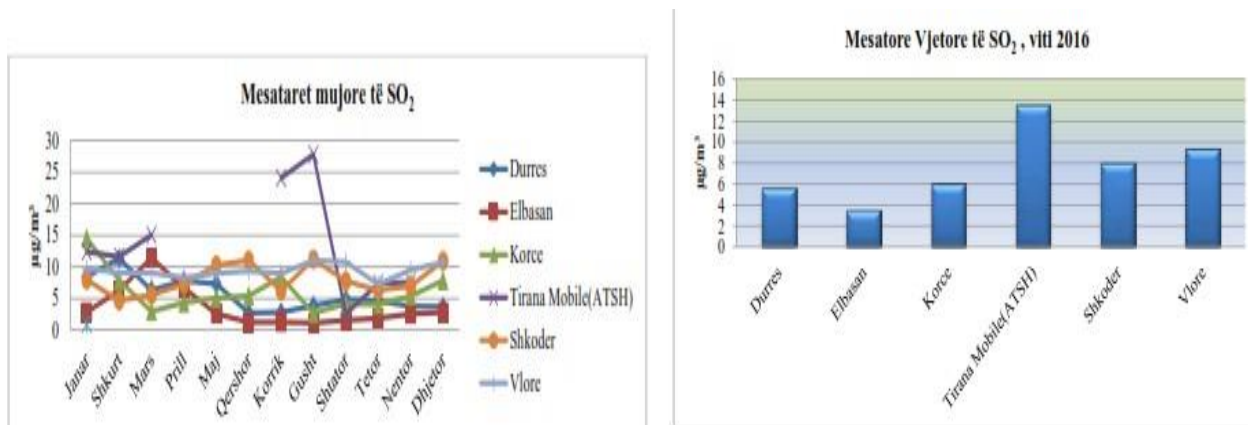 Mesataret mujore të SO₂
µg/m³
30
25
20
15
10
5
0
Janar
Shkurt
Mars
Prill
Maj
Qershor
Korrik
Gusht
Shtator
Tetor
Nentor
Dhjetor
Durres
Elbasan
Korce
Tirana Mobile(ATSH)
Shkoder
Vlore
Mesatore Vjetore të SO₂ , viti 2016
µg/m³
16
14
12
10
8
6
4
2
0
Durres
Elbasan
Korce
Tirana Mobile(ATSH)
Shkoder
Vlore